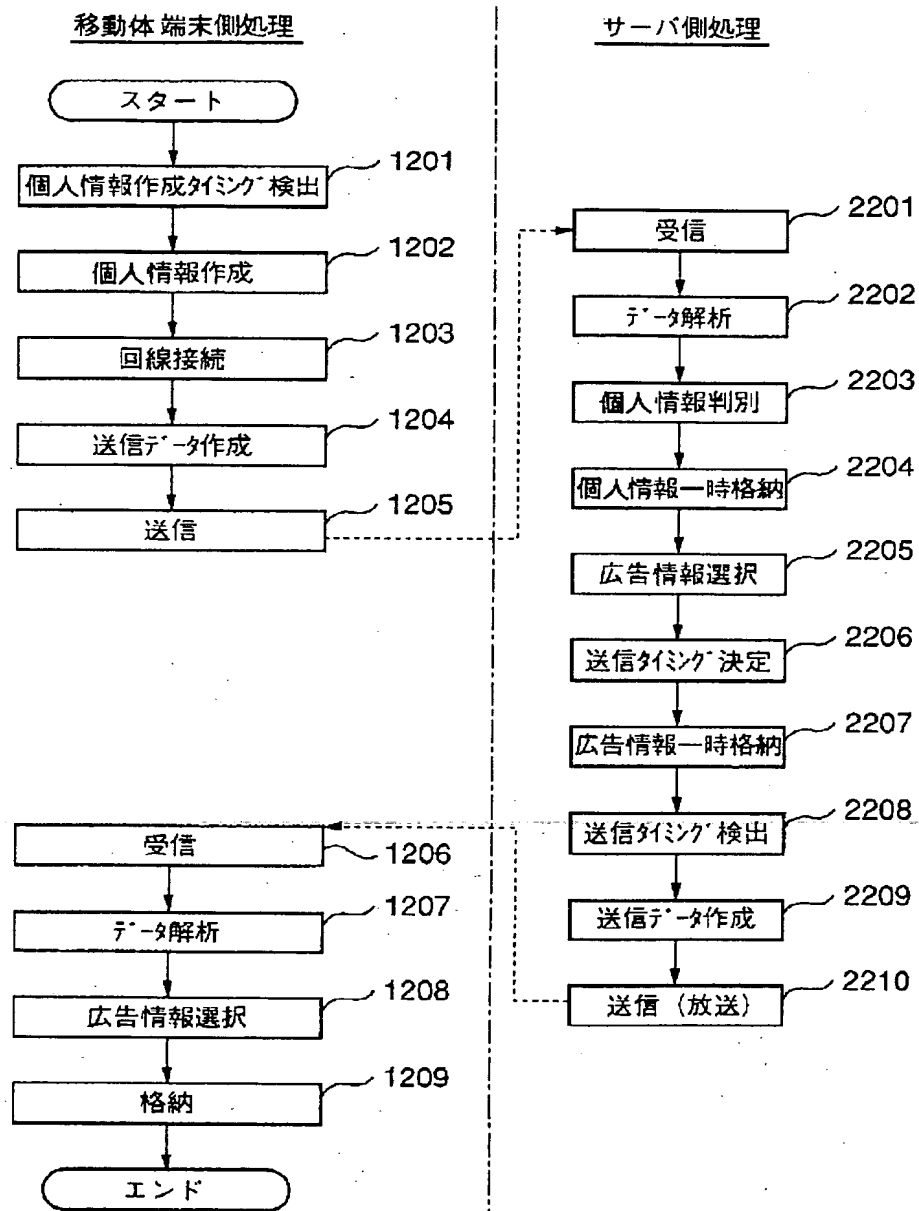 移動体端末側処理
スタート
個人情報作成タイミング検出
1201
個人情報作成
1202
回線接続
1203
送信データ作成
1204
送信
1205
受信
1206
データ解析
1207
広告情報選択
1208
格納
1209
エンド
サーバ側処理
受信
2201
データ解析
2202
個人情報判別
2203
個人情報一時格納
2204
広告情報選択
2205
送信タイミング決定
2206
広告情報一時格納
2207
送信タイミング検出
2208
送信データ作成
2209
送信(放送)
2210